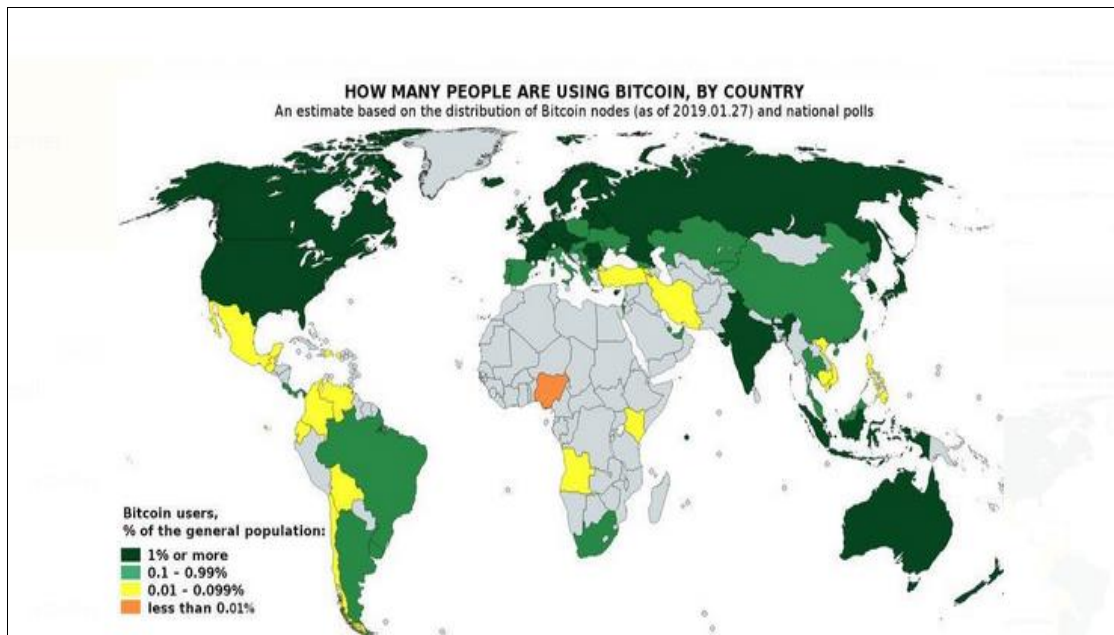 HOW MANY PEOPLE ARE USING BITCOIN, BY COUNTRY
An estimate based on the distribution of Bitcoin nodes (as of 2019.01.27) and national polls
Bitcoin users,
% of the general population:
1% or more
0.1 - 0.99%
0.01 - 0.099%
less than 0.01%